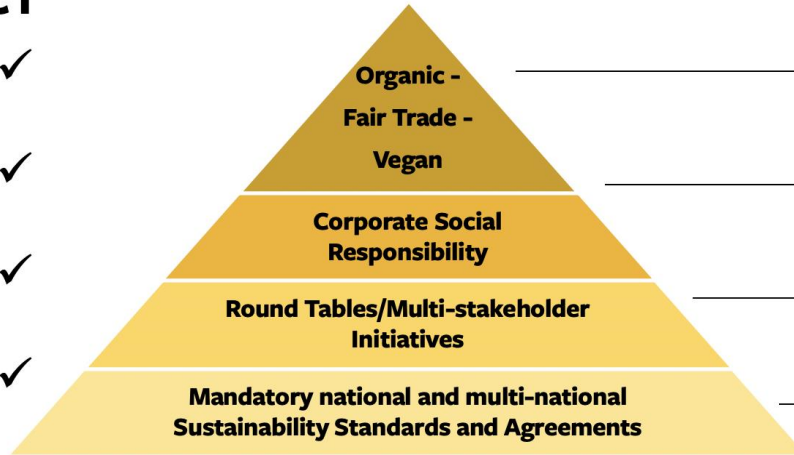 Organic -
Fair Trade -
Vegan
Corporate Social
Responsibility
Round Tables/Multi-stakeholder
Initiatives
Mandatory national and multi-national
Sustainability Standards and Agreements